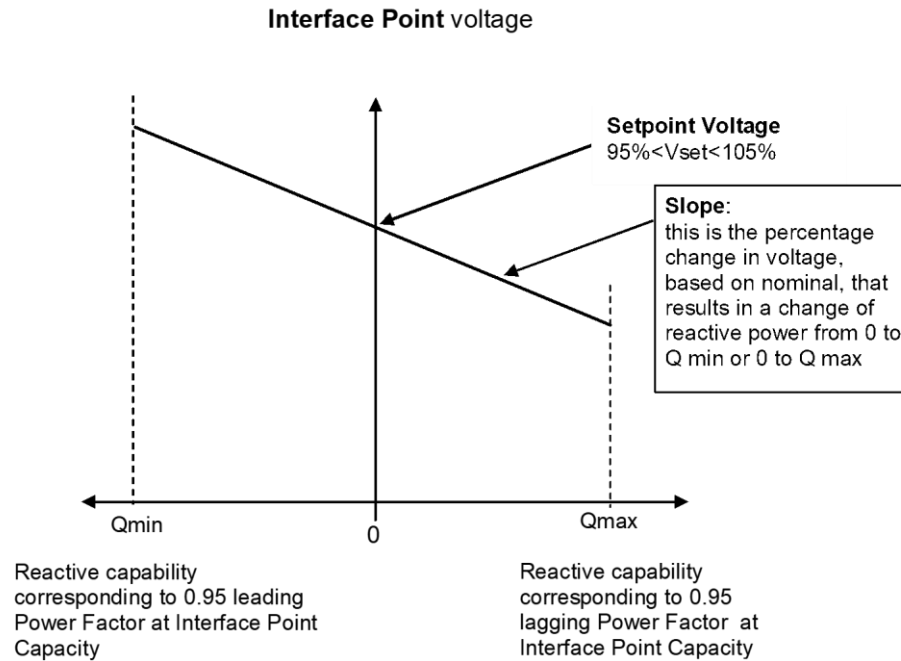 Interface Point voltage
Setpoint Voltage
95%<Vset<105%
Slope:
this is the percentage
change in voltage,
based on nominal, that
results in a change of
reactive power from 0 to
Q min or 0 to Q max
Qmin
0
Qmax
Reactive capability
corresponding to 0.95 leading
Power Factor at Interface Point
Capacity
Reactive capability
corresponding to 0.95
lagging Power Factor at
Interface Point Capacity